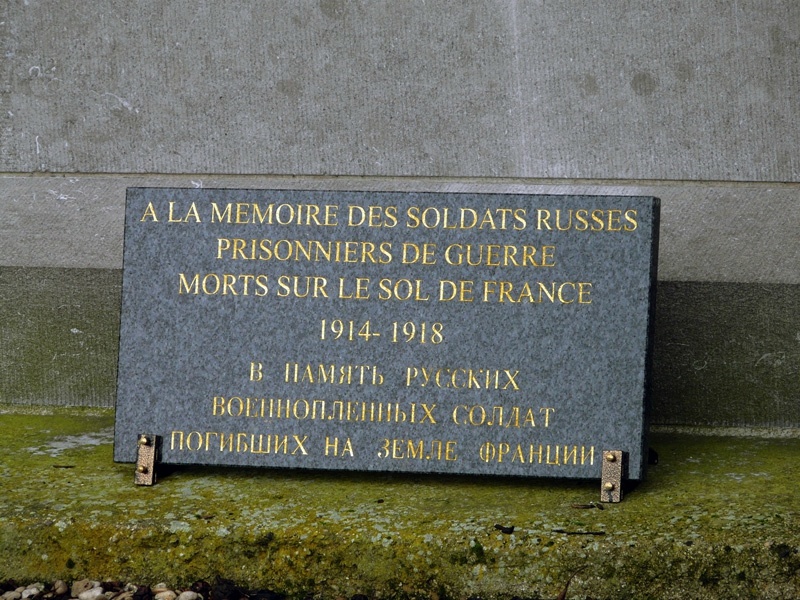 A LA MEMOIRE DES SOLDATS RUSSES
PRISONNIERS DE GUERRE
MORTS SUR LE SOL DE FRANCE
1914-1918
В ПАМЯТЬ РУССКИХ
ВОЕННОПЛЕННЫХ СОЛДАТ
ПОГИБШИХ НА ЗЕМЛЕ ФРАНЦИИ